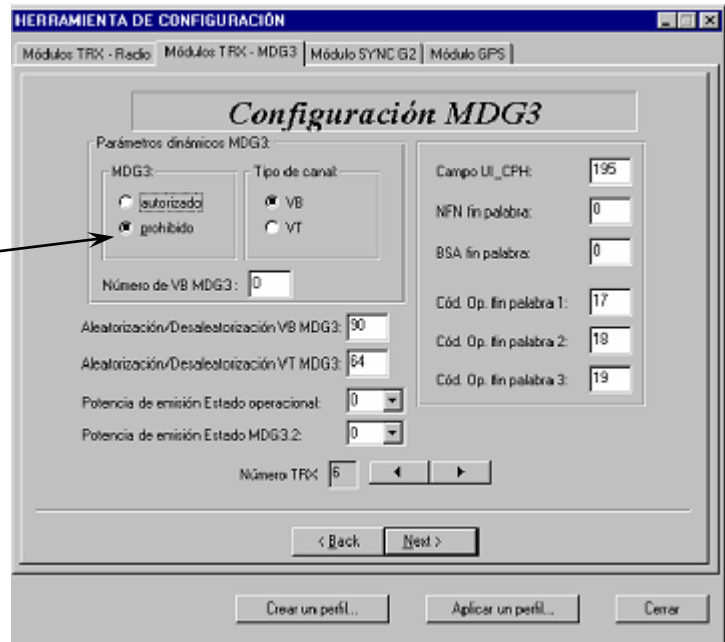 HERRAMIENTA DE CONFIGURACIÓN
Módulos TRX - Radio
Módulos TRX - MDG3
Módulo SYNC G2
Módulo GPS
Configuración MDG3
Parámetros dinámicos MDG3:
MDG3:
autorizado
prohibido
Tipo de canal:
VB
VT
Número de VB MDG3: 0
Aleatorización/Desaleatorización VB MDG3: 90
Aleatorización/Desaleatorización VT MDG3: 64
Potencia de emisión Estado operacional: 0
Potencia de emisión Estado MDG3.2: 0
Campo UI_CPH: 195
NFN fin palabra: 0
BSA fin palabra: 0
Cód. Op. fin palabra 1: 17
Cód. Op. fin palabra 2: 18
Cód. Op. fin palabra 3: 19
Número TRX 6
< Back
Next >
Crear un perfil...
Aplicar un perfil...
Cerrar